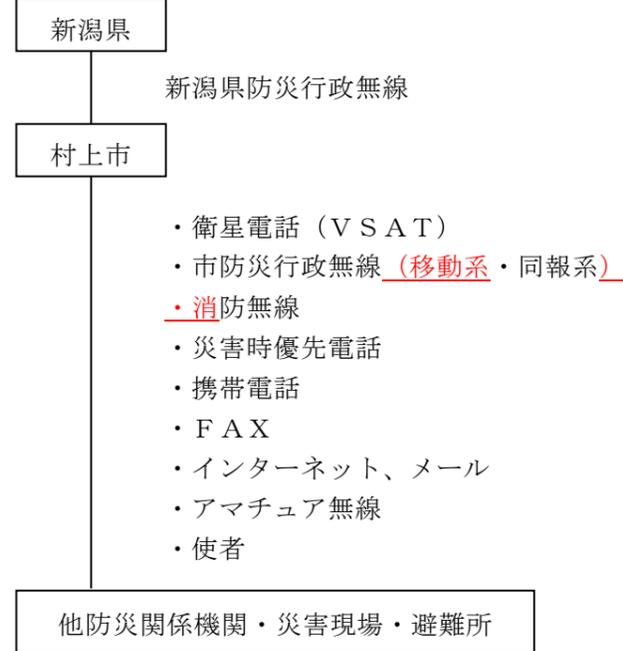 新潟県
新潟県防災行政無線
村上市
・衛星電話（ＶＳＡＴ）
・市防災行政無線（移動系・同報系）
・消防無線
・災害時優先電話
・携帯電話
・ＦＡＸ
・インターネット、メール
・アマチュア無線
・使者
他防災関係機関・災害現場・避難所